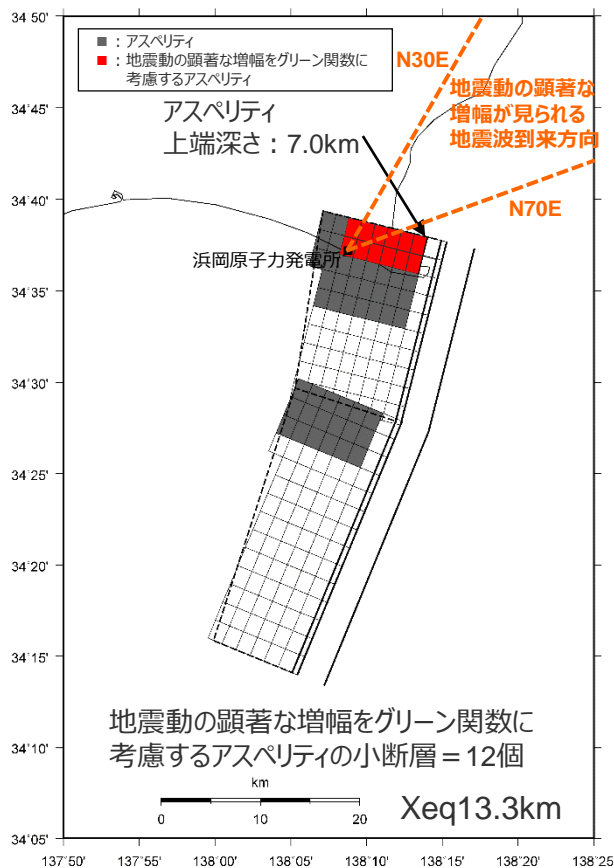 34˚50'
■ : アスペリティ
■ : 地震動の顕著な増幅をグリーン関数に
考慮するアスペリティ
N30E
地震動の顕著な
増幅が見られる
地震波到来方向
34˚45'
アスペリティ
上端深さ：7.0km
34˚40'
N70E
浜岡原子力発電所
34˚35'
34˚30'
34˚25'
34˚20'
34˚15'
地震動の顕著な増幅をグリーン関数に
考慮するアスペリティの小断層＝12個
34˚10'
km
0 10 20
Xeq13.3km
34˚05'
137˚50' 137˚55' 138˚00' 138˚05' 138˚10' 138˚15' 138˚20' 138˚25'